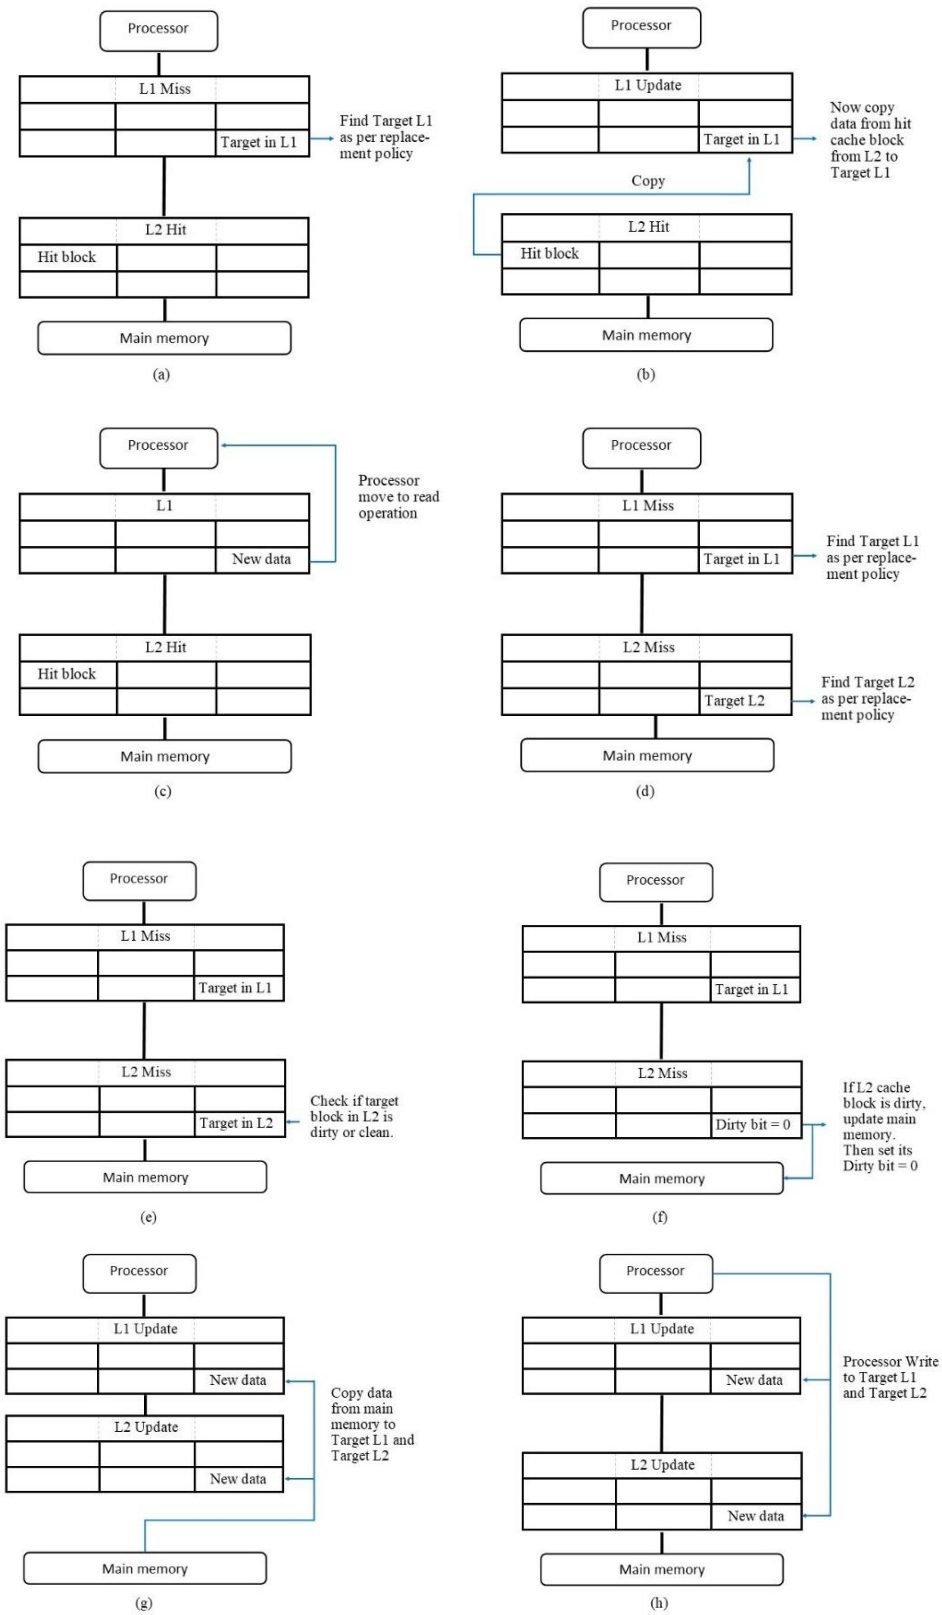 Processor
L1 Miss
Target in L1
Find Target L1
as per replace-
ment policy
L2 Hit
Hit block
Main memory
(a)
Processor
L1 Update
Target in L1
Now copy
data from hit
cache block
from L2 to
Target L1
Copy
L2 Hit
Hit block
Main memory
(b)
Processor
L1
New data
Processor
move to read
operation
L2 Hit
Hit block
Main memory
(c)
Processor
L1 Miss
Target in L1
Find Target L1
as per replace-
ment policy
L2 Miss
Target L2
Find Target L2
as per replace-
ment policy
Main memory
(d)
Processor
L1 Miss
Target in L1
L2 Miss
Target in L2
Check if target
block in L2 is
dirty or clean.
Main memory
(e)
Processor
L1 Miss
Target in L1
L2 Miss
Dirty bit = 0
If L2 cache
block is dirty,
update main
memory.
Then set its
Dirty bit = 0
Main memory
(f)
Processor
L1 Update
New data
L2 Update
New data
Copy data
from main
memory to
Target L1 and
Target L2
Main memory
(g)
Processor
L1 Update
New data
Processor Write
to Target L1
and Target L2
L2 Update
New data
Main memory
(h)